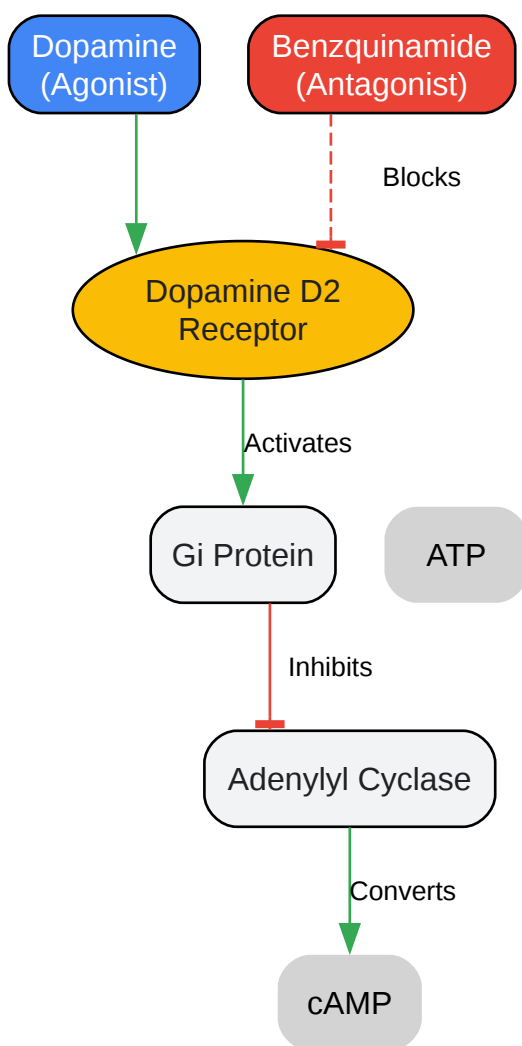 Dopamine
(Agonist)
Benzquinamide
(Antagonist)
Blocks
Dopamine D2
Receptor
Activates
Gi Protein
ATP
Inhibits
Adenylyl Cyclase
Converts
cAMP